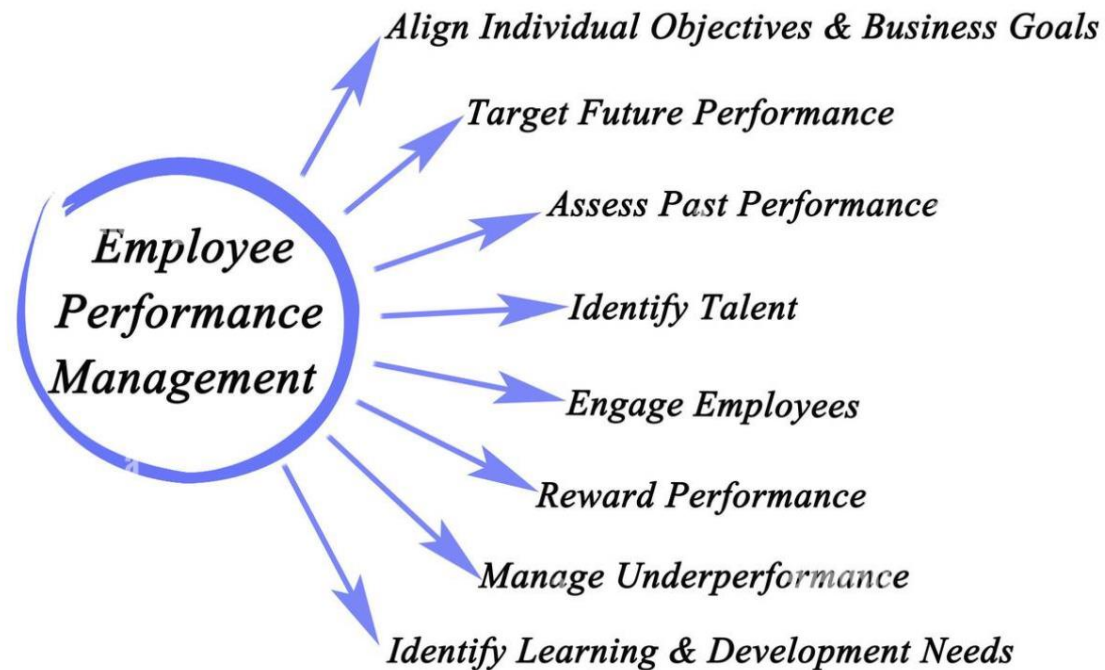 Employee
Performance
Management
Align Individual Objectives & Business Goals
Target Future Performance
Assess Past Performance
Identify Talent
Engage Employees
Reward Performance
Manage Underperformance
Identify Learning & Development Needs